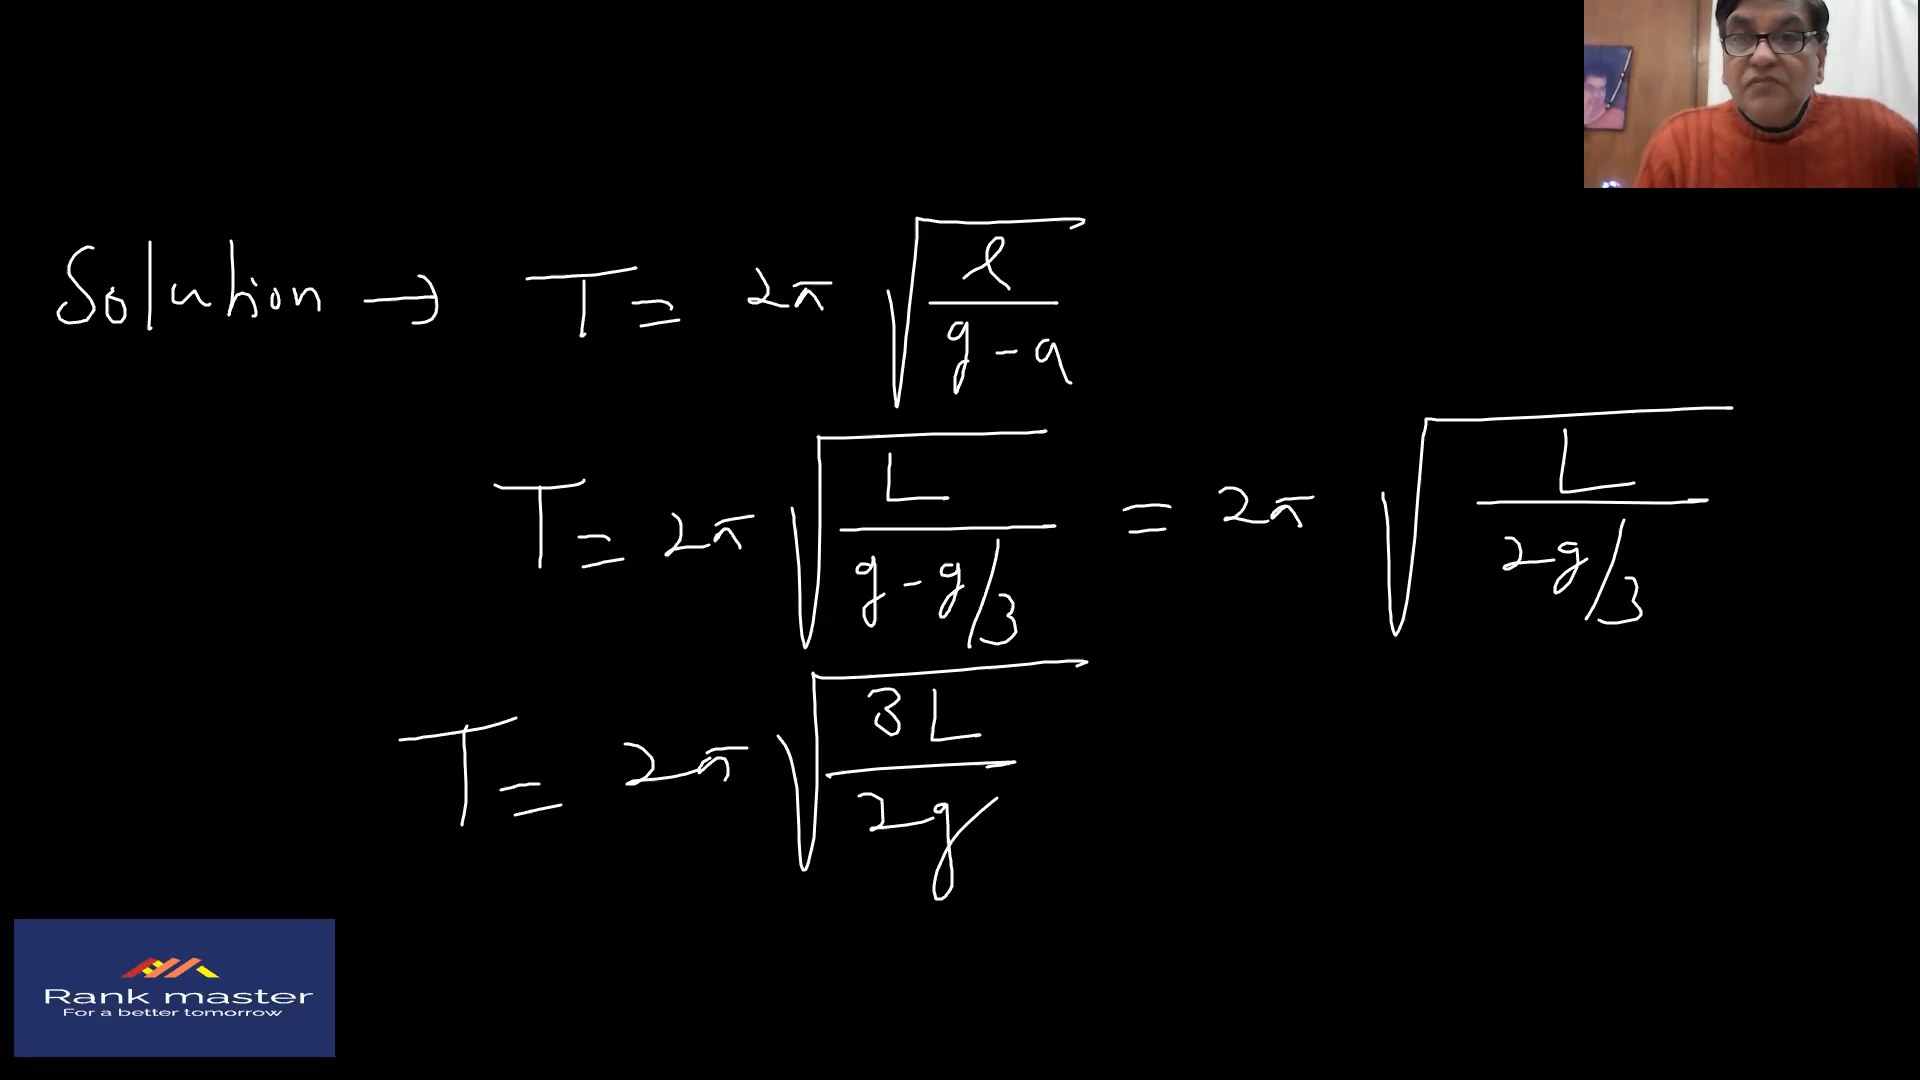 Solution → T = 2π √(l / (g - a))
T = 2π √(L / (g - g/3)) = 2π √(L / (2g/3))
T = 2π √(3L / 2g)
Rank master
For a better tomorrow